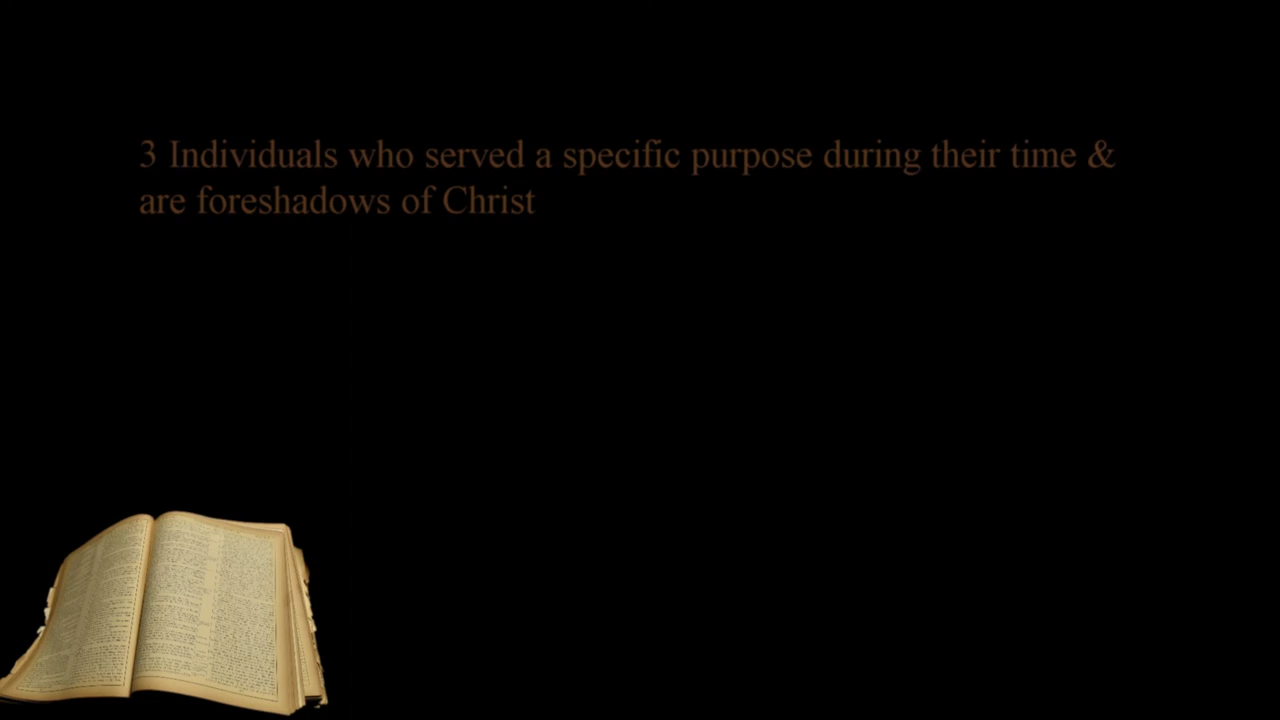 3 Individuals who served a specific purpose during their time &
are foreshadows of Christ